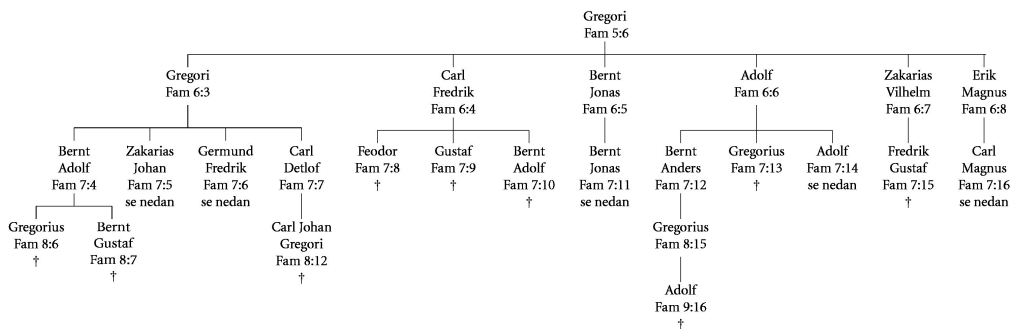 Gregori
Fam 5:6
Gregori
Fam 6:3
Carl
Fredrik
Fam 6:4
Bernt
Jonas
Fam 6:5
Adolf
Fam 6:6
Zakarias
Vilhelm
Fam 6:7
Erik
Magnus
Fam 6:8
Bernt
Adolf
Fam 7:4
Zakarias
Johan
Fam 7:5
se nedan
Germund
Fredrik
Fam 7:6
se nedan
Carl
Detlof
Fam 7:7
Feodor
Fam 7:8
†
Gustaf
Fam 7:9
†
Bernt
Adolf
Fam 7:10
†
Bernt
Jonas
Fam 7:11
se nedan
Bernt
Anders
Fam 7:12
Gregorius
Fam 7:13
†
Adolf
Fam 7:14
se nedan
Fredrik
Gustaf
Fam 7:15
†
Carl
Magnus
Fam 7:16
se nedan
Gregorius
Fam 8:6
†
Bernt
Gustaf
Fam 8:7
†
Carl Johan
Gregori
Fam 8:12
†
Gregorius
Fam 8:15
Adolf
Fam 9:16
†